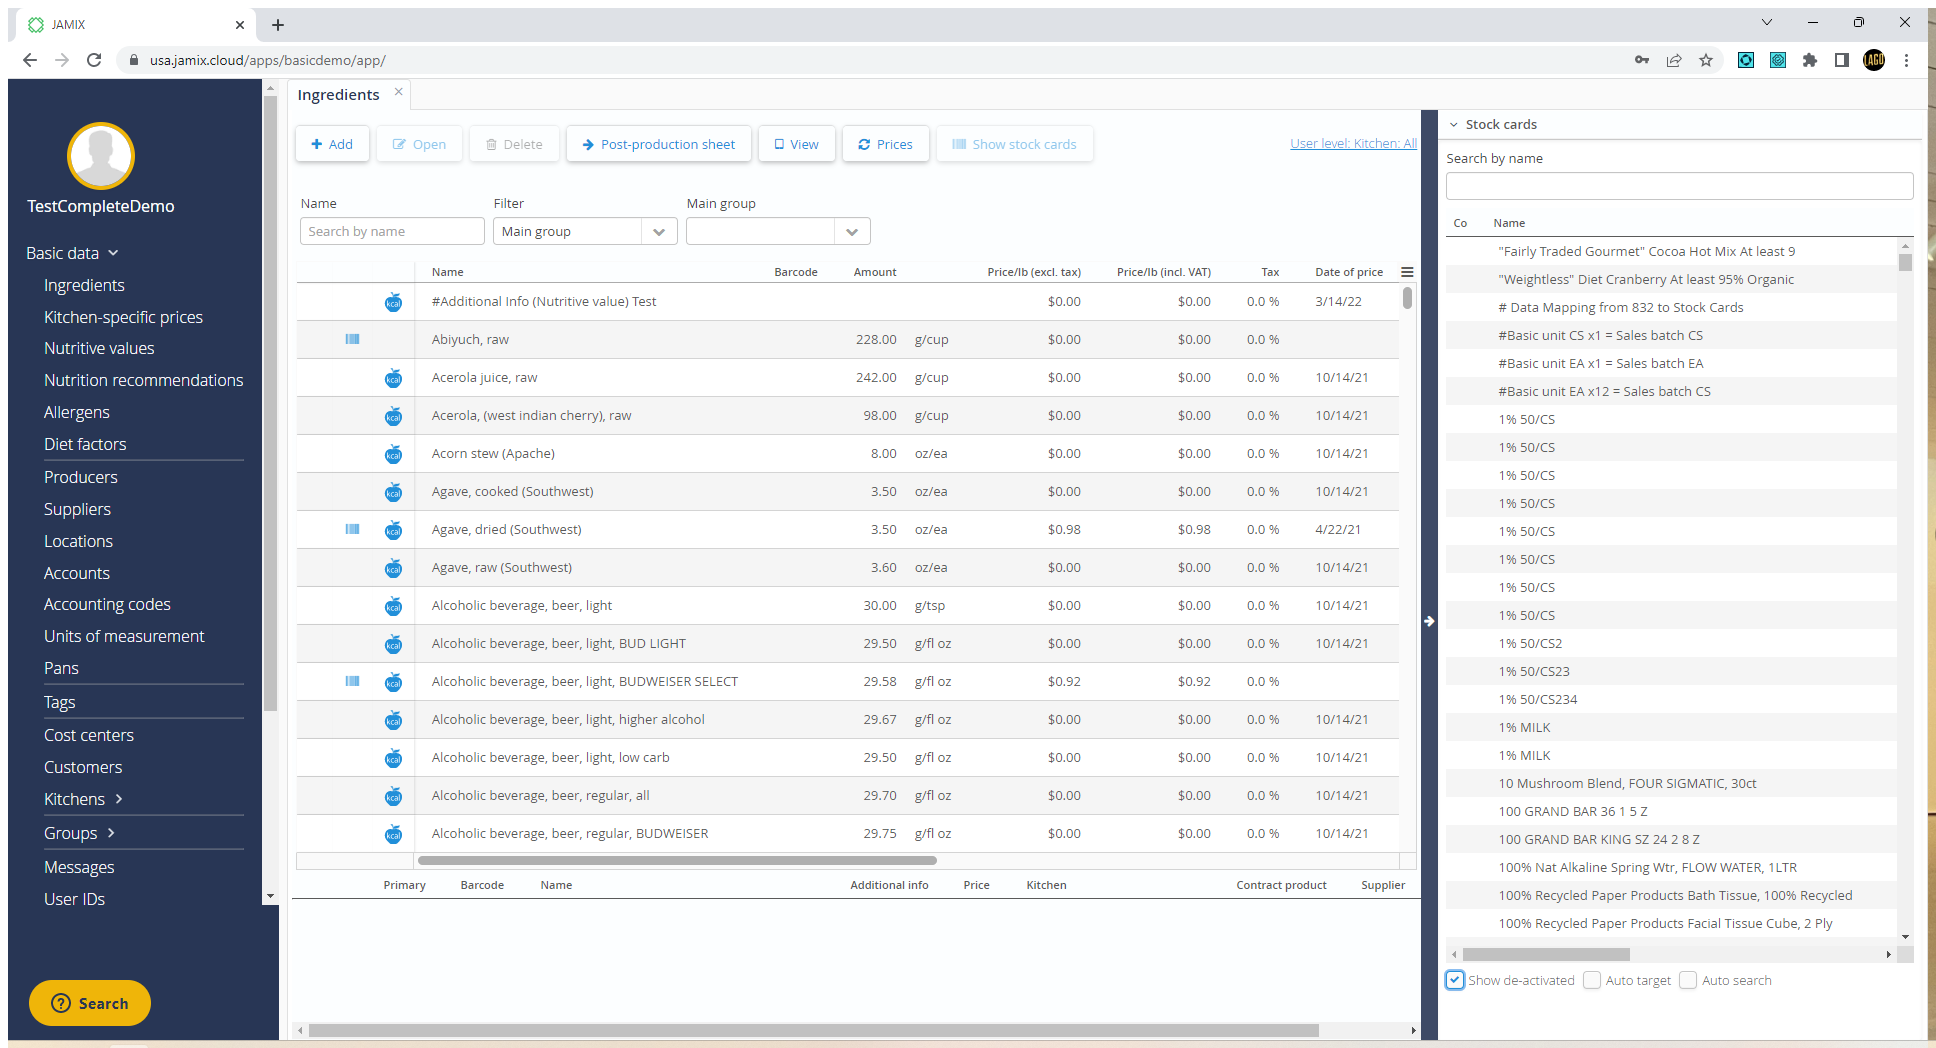 JAMIX
usa.jamix.cloud/apps/basicdemo/app/
LAGO
TestCompleteDemo
Basic data
Ingredients
Kitchen-specific prices
Nutritive values
Nutrition recommendations
Allergens
Diet factors
Producers
Suppliers
Locations
Accounts
Accounting codes
Units of measurement
Pans
Tags
Cost centers
Customers
Kitchens
Groups
Messages
User IDs
? Search
Ingredients
Add Open Delete Post-production sheet View Prices Show stock cards User level: Kitchen: All
Name Filter Main group
Search by name Main group
Name Barcode Amount Price/lb (excl. tax) Price/lb (incl. VAT) Tax Date of price
kcal #Additional Info (Nutritive value) Test $0.00 $0.00 0.0 % 3/14/22
Abiyuch, raw 228.00 g/cup $0.00 $0.00 0.0 %
kcal Acerola juice, raw 242.00 g/cup $0.00 $0.00 0.0 % 10/14/21
kcal Acerola, (west indian cherry), raw 98.00 g/cup $0.00 $0.00 0.0 % 10/14/21
kcal Acorn stew (Apache) 8.00 oz/ea $0.00 $0.00 0.0 % 10/14/21
kcal Agave, cooked (Southwest) 3.50 oz/ea $0.00 $0.00 0.0 % 10/14/21
kcal Agave, dried (Southwest) 3.50 oz/ea $0.98 $0.98 0.0 % 4/22/21
kcal Agave, raw (Southwest) 3.60 oz/ea $0.00 $0.00 0.0 % 10/14/21
kcal Alcoholic beverage, beer, light 30.00 g/tsp $0.00 $0.00 0.0 % 10/14/21
kcal Alcoholic beverage, beer, light, BUD LIGHT 29.50 g/fl oz $0.00 $0.00 0.0 % 10/14/21
kcal Alcoholic beverage, beer, light, BUDWEISER SELECT 29.58 g/fl oz $0.92 $0.92 0.0 %
kcal Alcoholic beverage, beer, light, higher alcohol 29.67 g/fl oz $0.00 $0.00 0.0 % 10/14/21
kcal Alcoholic beverage, beer, light, low carb 29.50 g/fl oz $0.00 $0.00 0.0 % 10/14/21
kcal Alcoholic beverage, beer, regular, all 29.70 g/fl oz $0.00 $0.00 0.0 % 10/14/21
kcal Alcoholic beverage, beer, regular, BUDWEISER 29.75 g/fl oz $0.00 $0.00 0.0 % 10/14/21
Primary Barcode Name Additional info Price Kitchen Contract product Supplier
Stock cards
Search by name
Co Name
"Fairly Traded Gourmet" Cocoa Hot Mix At least 9
"Weightless" Diet Cranberry At least 95% Organic
# Data Mapping from 832 to Stock Cards
#Basic unit CS x1 = Sales batch CS
#Basic unit EA x1 = Sales batch EA
#Basic unit EA x12 = Sales batch CS
1% 50/CS
1% 50/CS
1% 50/CS
1% 50/CS
1% 50/CS
1% 50/CS
1% 50/CS
1% 50/CS
1% 50/CS2
1% 50/CS23
1% 50/CS234
1% MILK
1% MILK
10 Mushroom Blend, FOUR SIGMATIC, 30ct
100 GRAND BAR 36 1 5 Z
100 GRAND BAR KING SZ 24 2 8 Z
100% Nat Alkaline Spring Wtr, FLOW WATER, 1LTR
100% Recycled Paper Products Bath Tissue, 100% Recycled
100% Recycled Paper Products Facial Tissue Cube, 2 Ply
Show de-activated Auto target Auto search